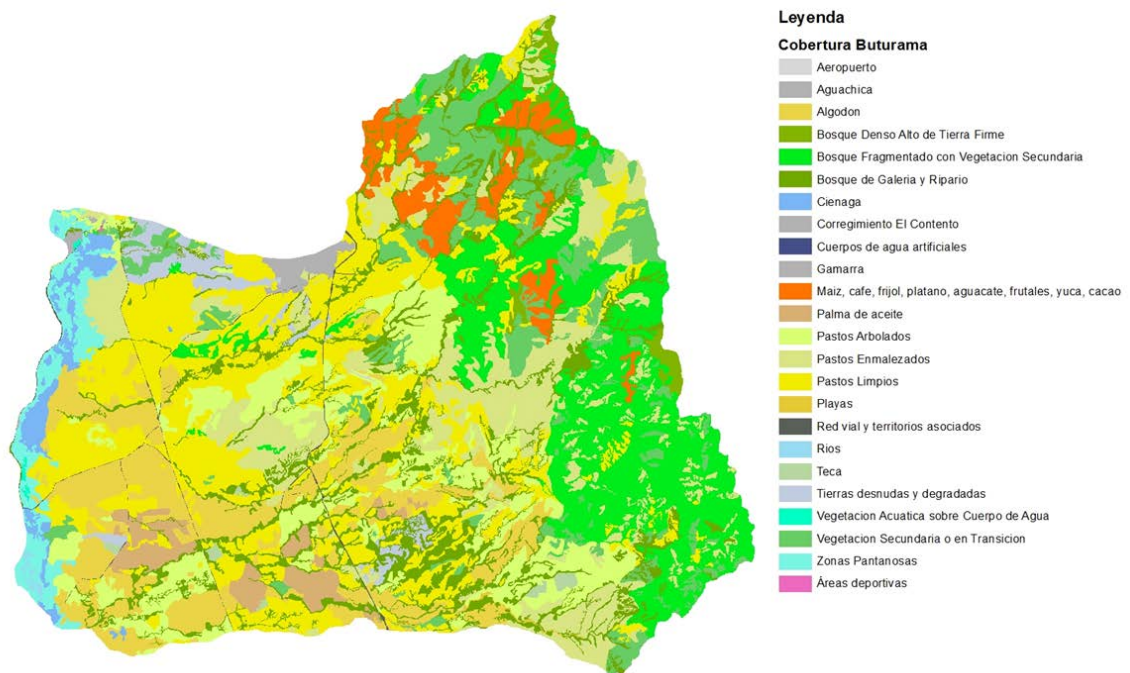 Leyenda
Cobertura Buturama
Aeropuerto
Aguachica
Algodon
Bosque Denso Alto de Tierra Firme
Bosque Fragmentado con Vegetacion Secundaria
Bosque de Galeria y Ripario
Cienaga
Corregimiento El Contento
Cuerpos de agua artificiales
Gamarra
Maiz, cafe, frijol, platano, aguacate, frutales, yuca, cacao
Palma de aceite
Pastos Arbolados
Pastos Enmalezados
Pastos Limpios
Playas
Red vial y territorios asociados
Rios
Teca
Tierras desnudas y degradadas
Vegetacion Acuatica sobre Cuerpo de Agua
Vegetacion Secundaria o en Transicion
Zonas Pantanosas
Áreas deportivas